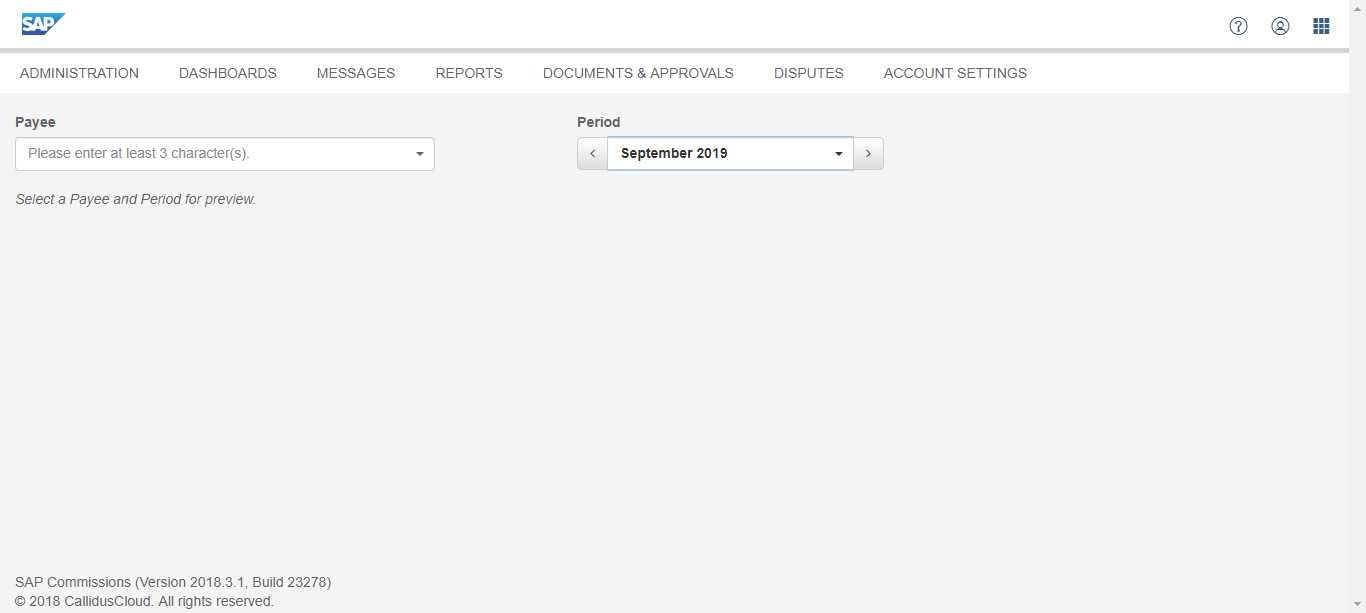 SAP
ADMINISTRATION DASHBOARDS MESSAGES REPORTS DOCUMENTS & APPROVALS DISPUTES ACCOUNT SETTINGS
Payee Period
Please enter at least 3 character(s). September 2019
Select a Payee and Period for preview.
SAP Commissions (Version 2018.3.1, Build 23278)
© 2018 CallidusCloud. All rights reserved.